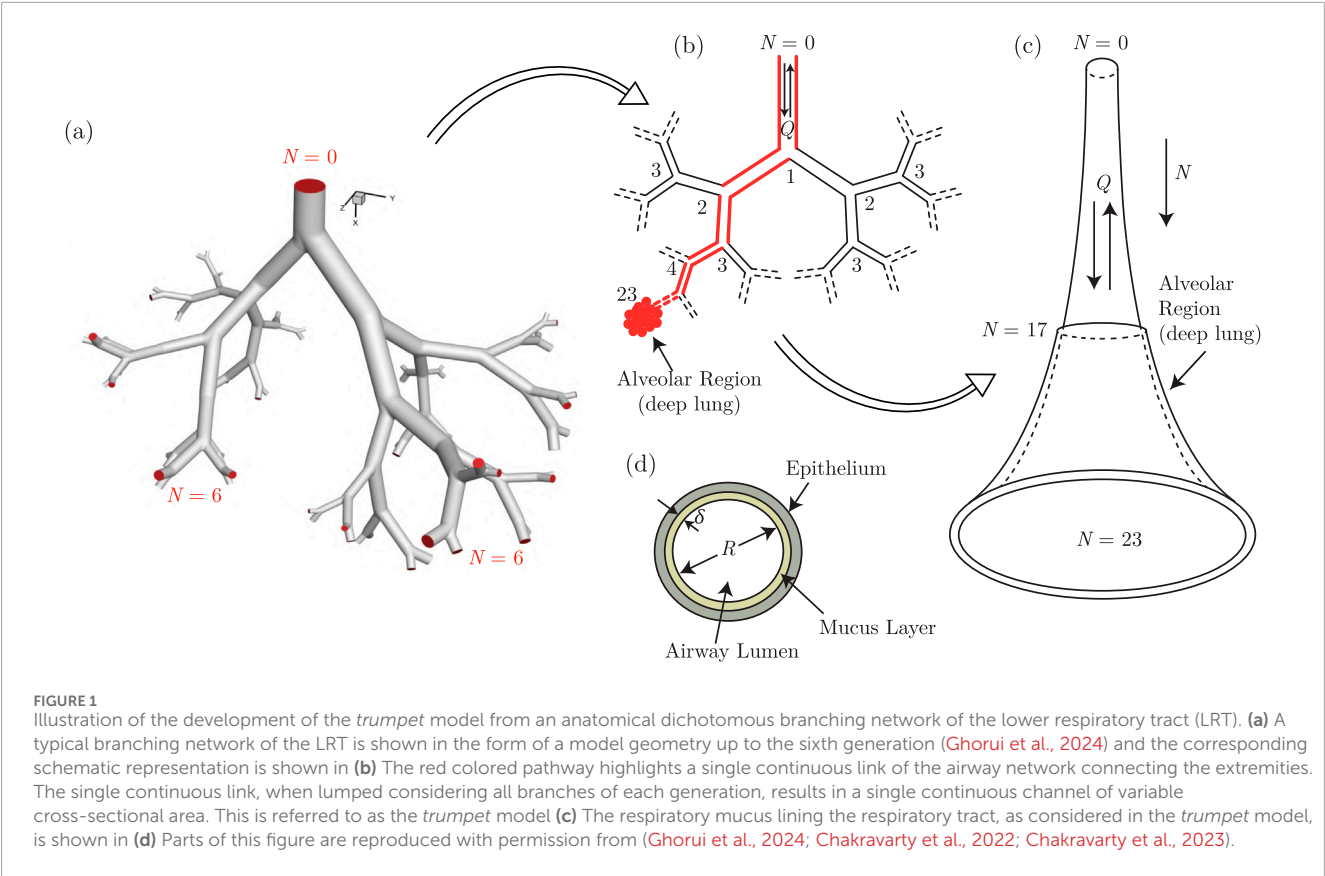 (a)
N = 0
Z
Y
X
N = 6
N = 6
(b)
N = 0
Q
1
2
2
3
3
3
3
4
23
Alveolar Region
(deep lung)
(c)
N = 0
N
Q
N = 17
Alveolar
Region
(deep lung)
N = 23
(d)
Epithelium
δ
R
Mucus Layer
Airway Lumen
FIGURE 1
Illustration of the development of the trumpet model from an anatomical dichotomous branching network of the lower respiratory tract (LRT). (a) A
typical branching network of the LRT is shown in the form of a model geometry up to the sixth generation (Ghorui et al., 2024) and the corresponding
schematic representation is shown in (b) The red colored pathway highlights a single continuous link of the airway network connecting the extremities.
The single continuous link, when lumped considering all branches of each generation, results in a single continuous channel of variable
cross-sectional area. This is referred to as the trumpet model (c) The respiratory mucus lining the respiratory tract, as considered in the trumpet model,
is shown in (d) Parts of this figure are reproduced with permission from (Ghorui et al., 2024; Chakravarty et al., 2022; Chakravarty et al., 2023).